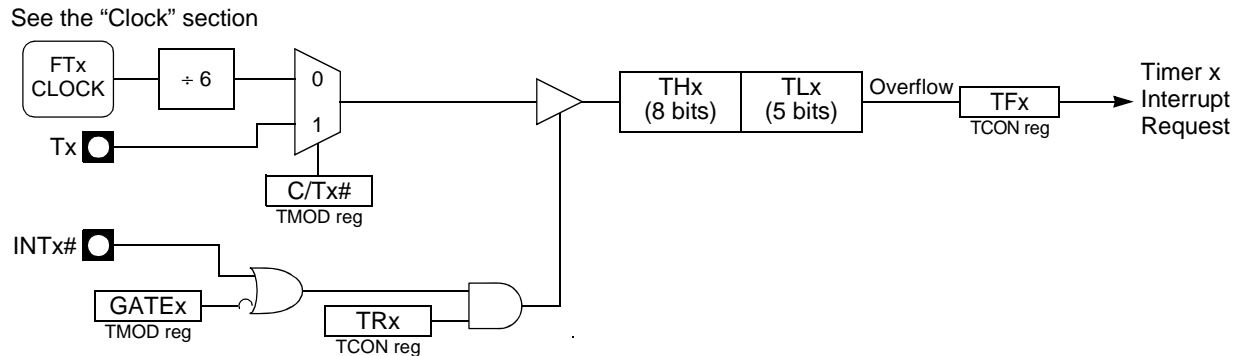 See the “Clock” section
FTx
CLOCK
÷ 6
0
1
Tx
C/Tx#
TMOD reg
THx
(8 bits)
TLx
(5 bits)
Overflow
TFx
TCON reg
Timer x
Interrupt
Request
INTx#
GATEx
TMOD reg
TRx
TCON reg